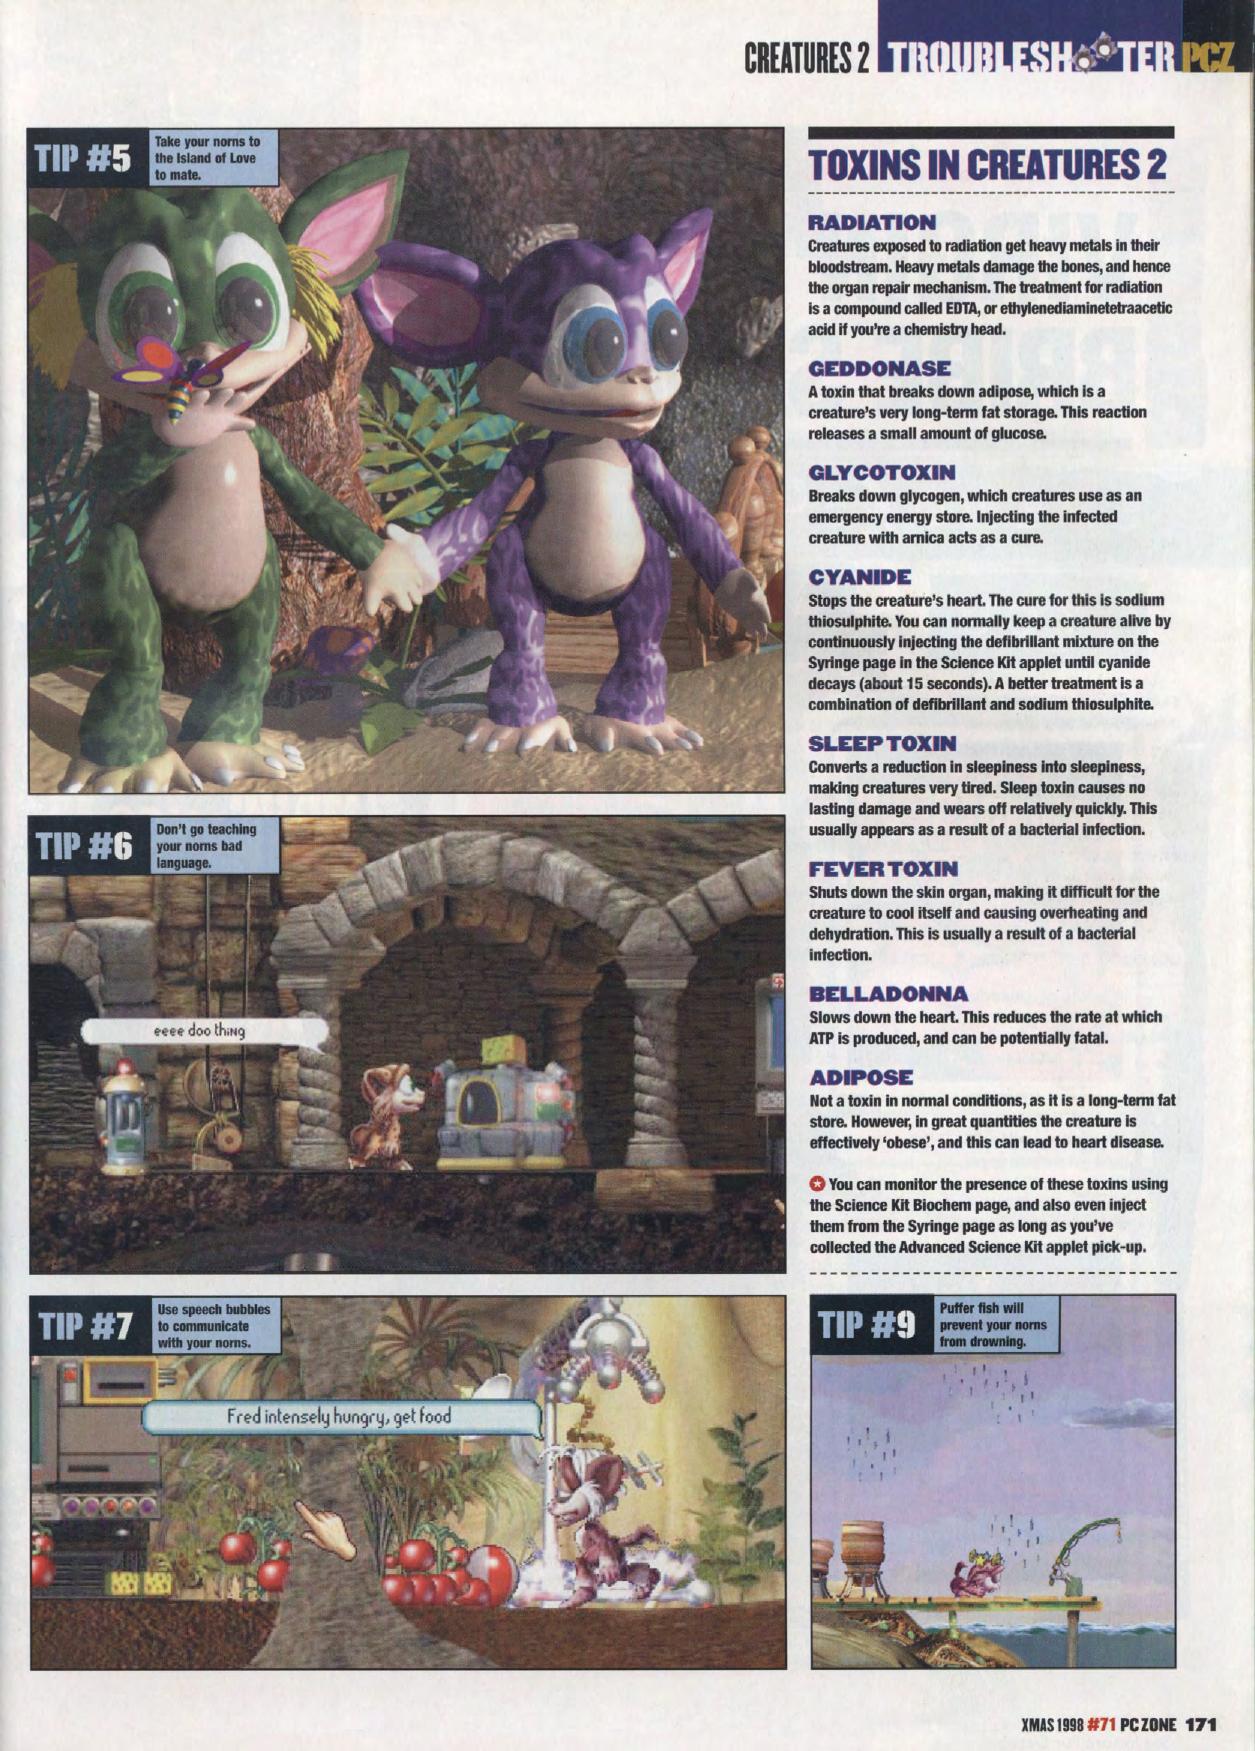 CREATURES 2 TROUBLESHOOTER PCZ
TIP #5
Take your norns to
the Island of Love
to mate.
TIP #6
Don't go teaching
your norns bad
language.
eeee doo thing
TIP #7
Use speech bubbles
to communicate
with your norns.
Fred intensely hungry, get food
TOXINS IN CREATURES 2
RADIATION
Creatures exposed to radiation get heavy metals in their
bloodstream. Heavy metals damage the bones, and hence
the organ repair mechanism. The treatment for radiation
is a compound called EDTA, or ethylenediaminetetraacetic
acid if you're a chemistry head.
GEDDONASE
A toxin that breaks down adipose, which is a
creature's very long-term fat storage. This reaction
releases a small amount of glucose.
GLYCOTOXIN
Breaks down glycogen, which creatures use as an
emergency energy store. Injecting the infected
creature with arnica acts as a cure.
CYANIDE
Stops the creature's heart. The cure for this is sodium
thiosulphite. You can normally keep a creature alive by
continuously injecting the defibrillant mixture on the
Syringe page in the Science Kit applet until cyanide
decays (about 15 seconds). A better treatment is a
combination of defibrillant and sodium thiosulphite.
SLEEP TOXIN
Converts a reduction in sleepiness into sleepiness,
making creatures very tired. Sleep toxin causes no
lasting damage and wears off relatively quickly. This
usually appears as a result of a bacterial infection.
FEVER TOXIN
Shuts down the skin organ, making it difficult for the
creature to cool itself and causing overheating and
dehydration. This is usually a result of a bacterial
infection.
BELLADONNA
Slows down the heart. This reduces the rate at which
ATP is produced, and can be potentially fatal.
ADIPOSE
Not a toxin in normal conditions, as it is a long-term fat
store. However, in great quantities the creature is
effectively 'obese', and this can lead to heart disease.
You can monitor the presence of these toxins using
the Science Kit Biochem page, and also even inject
them from the Syringe page as long as you've
collected the Advanced Science Kit applet pick-up.
TIP #9
Puffer fish will
prevent your norns
from drowning.
XMAS 1998 #71 PC ZONE 171